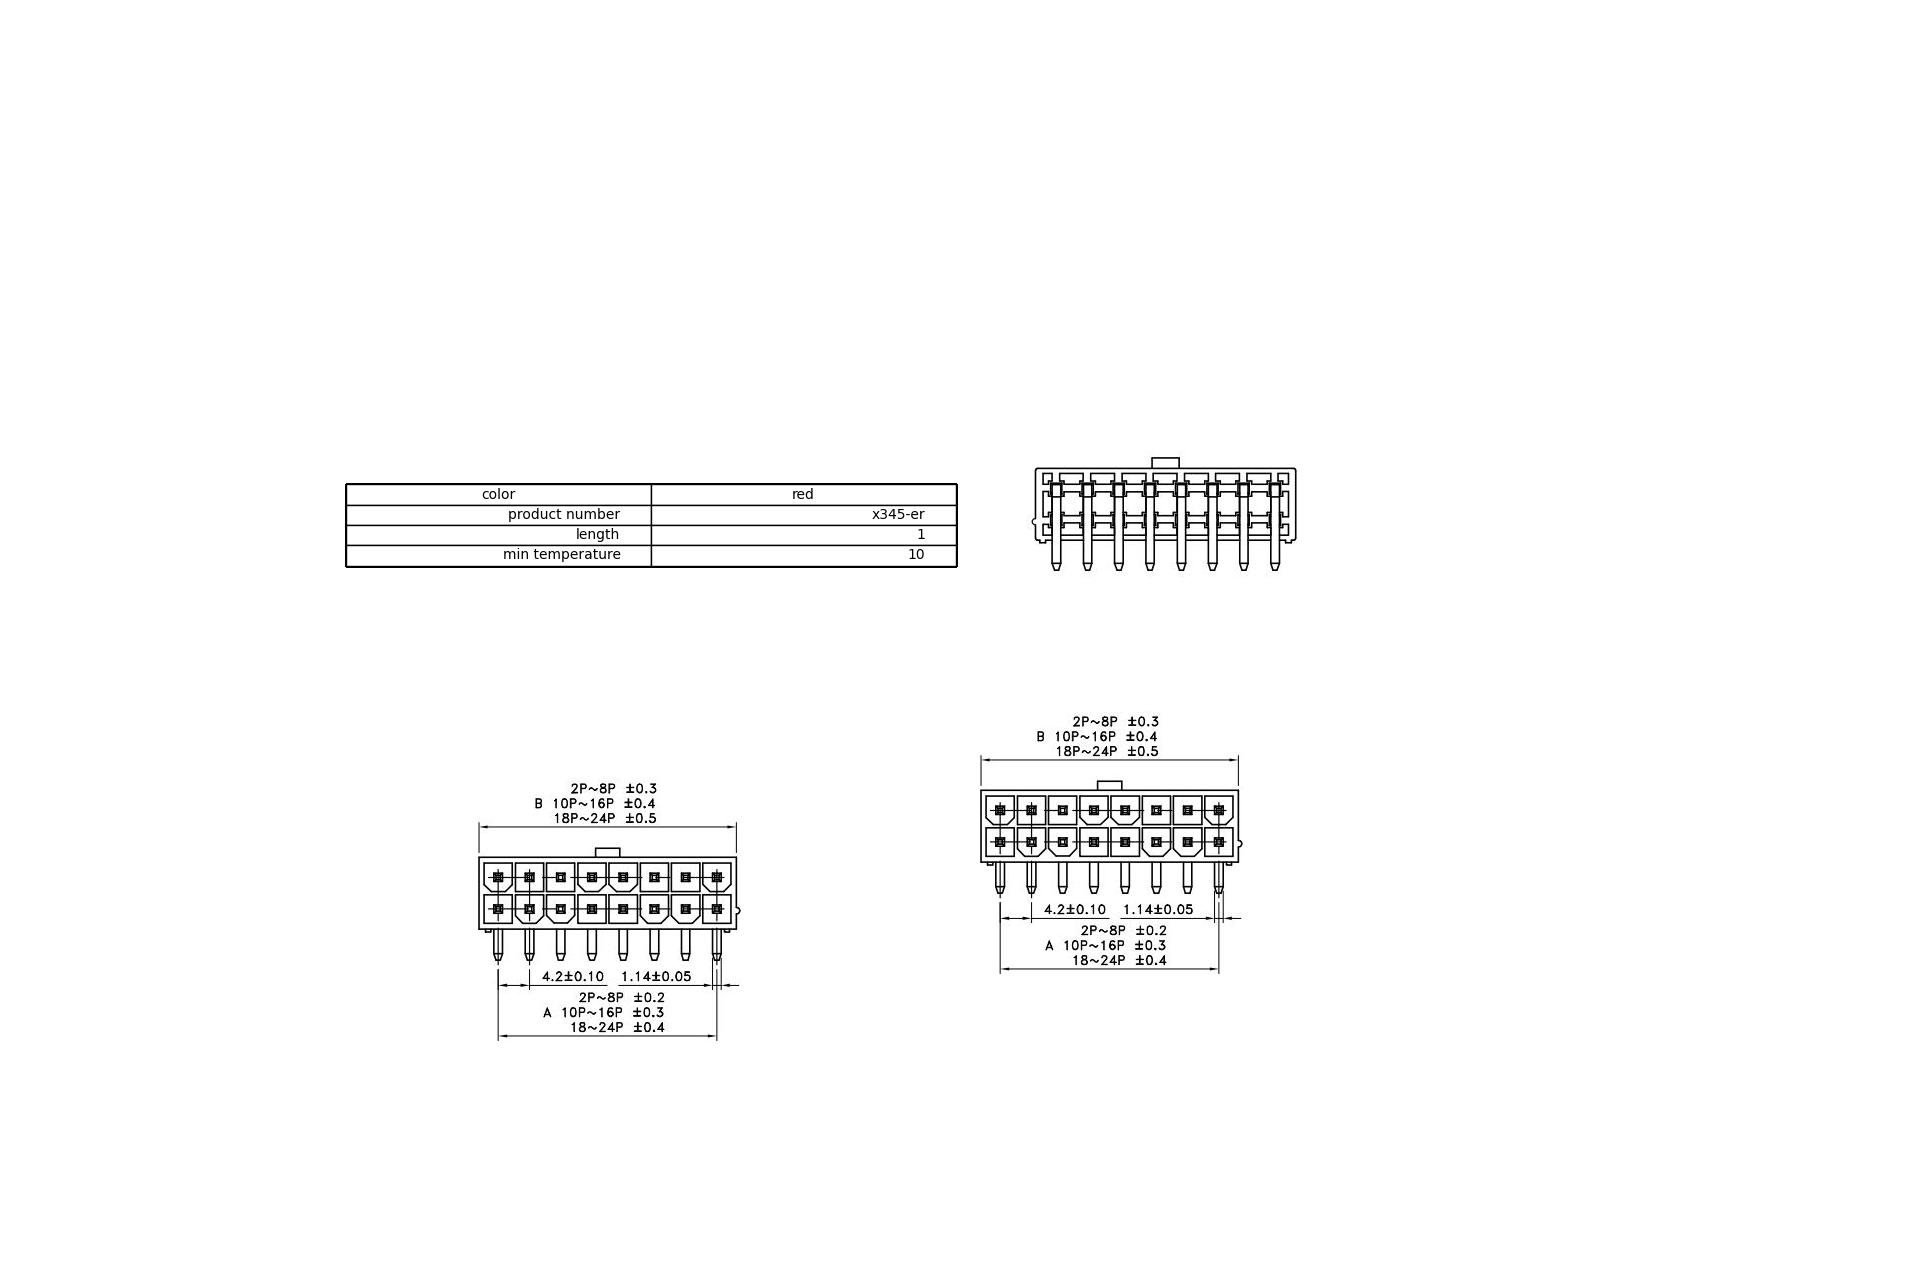 color red
product number x345-er
length 1
min temperature 10
2P~8P ±0.3
B 10P~16P ±0.4
18P~24P ±0.5
4.2±0.10 1.14±0.05
2P~8P ±0.2
A 10P~16P ±0.3
18~24P ±0.4
2P~8P ±0.3
B 10P~16P ±0.4
18P~24P ±0.5
4.2±0.10 1.14±0.05
2P~8P ±0.2
A 10P~16P ±0.3
18~24P ±0.4